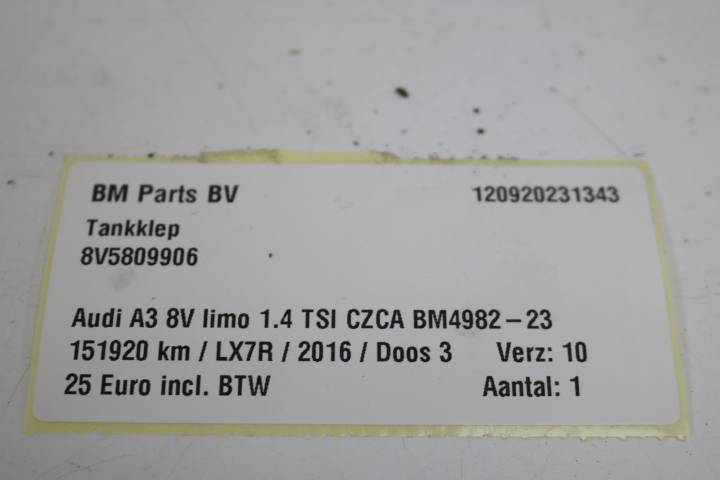 BM Parts BV 120920231343
Tankklep
8V5809906
Audi A3 8V limo 1.4 TSI CZCA BM4982-23
151920 km / LX7R / 2016 / Doos 3 Verz: 10
25 Euro incl. BTW Aantal: 1